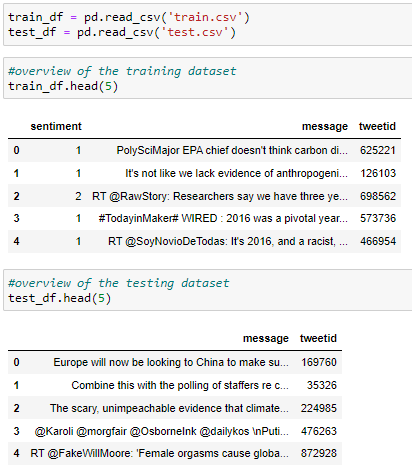 train_df = pd.read_csv('train.csv')
test_df = pd.read_csv('test.csv')
#overview of the training dataset
train_df.head(5)
sentiment message tweetid
0 1 PolySciMajor EPA chief doesn't think carbon di... 625221
1 1 It's not like we lack evidence of anthropogeni... 126103
2 2 RT @RawStory: Researchers say we have three ye... 698562
3 1 #TodayinMaker# WIRED : 2016 was a pivotal year... 573736
4 1 RT @SoyNovioDeTodas: It's 2016, and a racist, ... 466954
#overview of the testing dataset
test_df.head(5)
message tweetid
0 Europe will now be looking to China to make su... 169760
1 Combine this with the polling of staffers re c... 35326
2 The scary, unimpeachable evidence that climate... 224985
3 @Karoli @morgfair @OsborneInk @dailykos \nPuti... 476263
4 RT @FakeWillMoore: 'Female orgasms cause globa... 872928